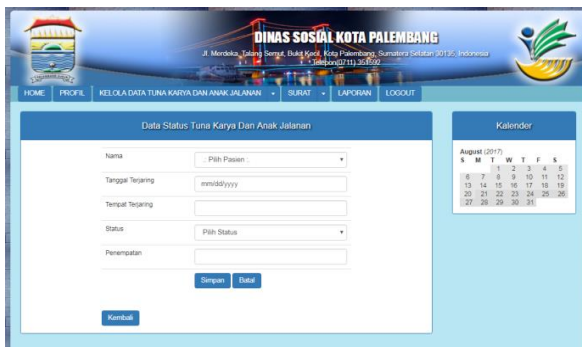 DINAS SOSIAL KOTA PALEMBANG
Jl. Merdeka, Talang Semut, Bukit Kecil, Kota Palembang, Sumatera Selatan 30135, Indonesia
Telepon(0711) 351592
HOME PROFIL KELOLA DATA TUNA KARYA DAN ANAK JALANAN SURAT LAPORAN LOGOUT
Data Status Tuna Karya Dan Anak Jalanan
Nama .: Pilih Pasien :.
Tanggal Terjaring mm/dd/yyyy
Tempat Terjaring
Status Pilih Status
Penempatan
Simpan Batal
Kembali
Kalender
August (2017)
S M T W T F S
1 2 3 4 5
6 7 8 9 10 11 12
13 14 15 16 17 18 19
20 21 22 23 24 25 26
27 28 29 30 31